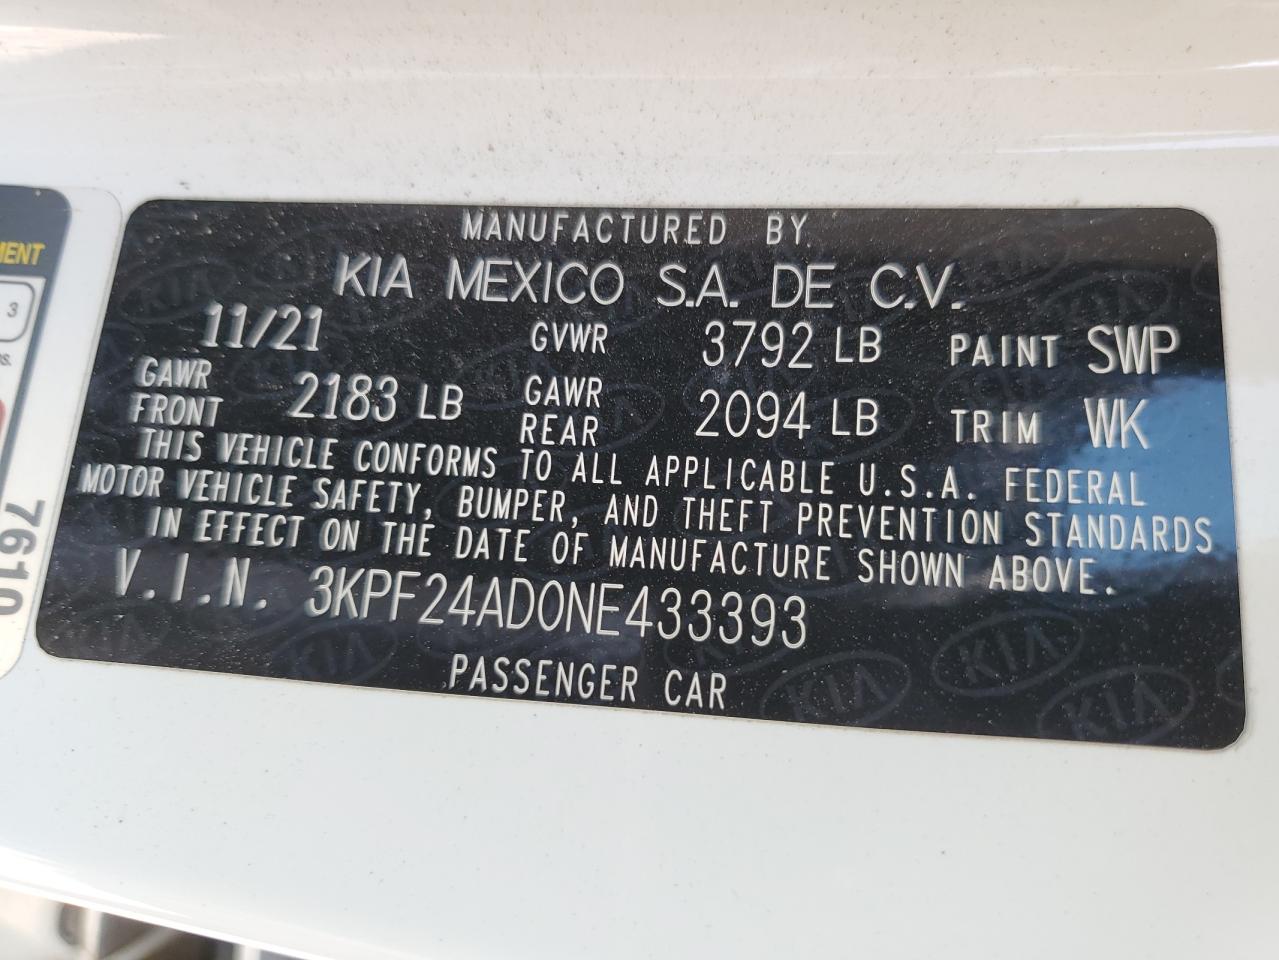 MANUFACTURED BY
KIA MEXICO S.A. DE C.V.
11/21 GVWR 3792 LB PAINT SWP
GAWR FRONT 2183 LB GAWR REAR 2094 LB TRIM WK
THIS VEHICLE CONFORMS TO ALL APPLICABLE U.S.A. FEDERAL
MOTOR VEHICLE SAFETY, BUMPER, AND THEFT PREVENTION STANDARDS
IN EFFECT ON THE DATE OF MANUFACTURE SHOWN ABOVE.
V.I.N. 3KPF24AD0NE433393
PASSENGER CAR
3
7610